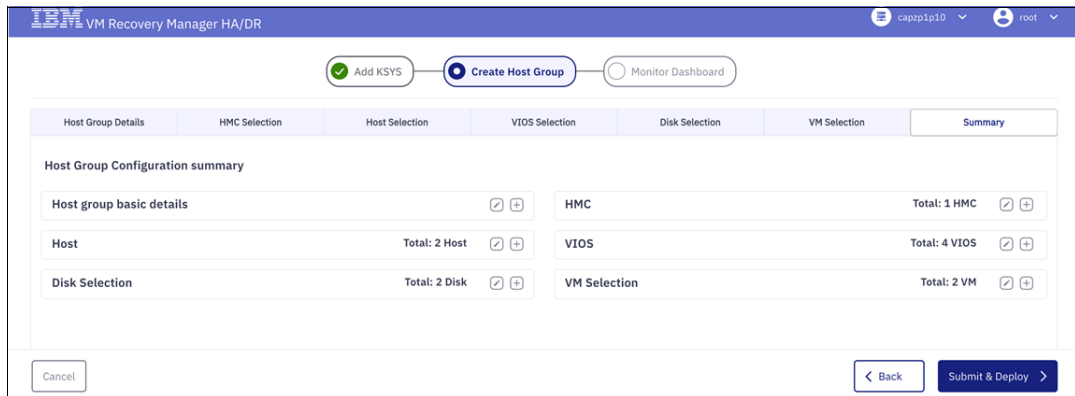 IBM VM Recovery Manager HA/DR capzp1p10 root
Add KSYS Create Host Group Monitor Dashboard
Host Group Details HMC Selection Host Selection VIOS Selection Disk Selection VM Selection Summary
Host Group Configuration summary
Host group basic details HMC Total: 1 HMC
Host Total: 2 Host VIOS Total: 4 VIOS
Disk Selection Total: 2 Disk VM Selection Total: 2 VM
Cancel Back Submit & Deploy